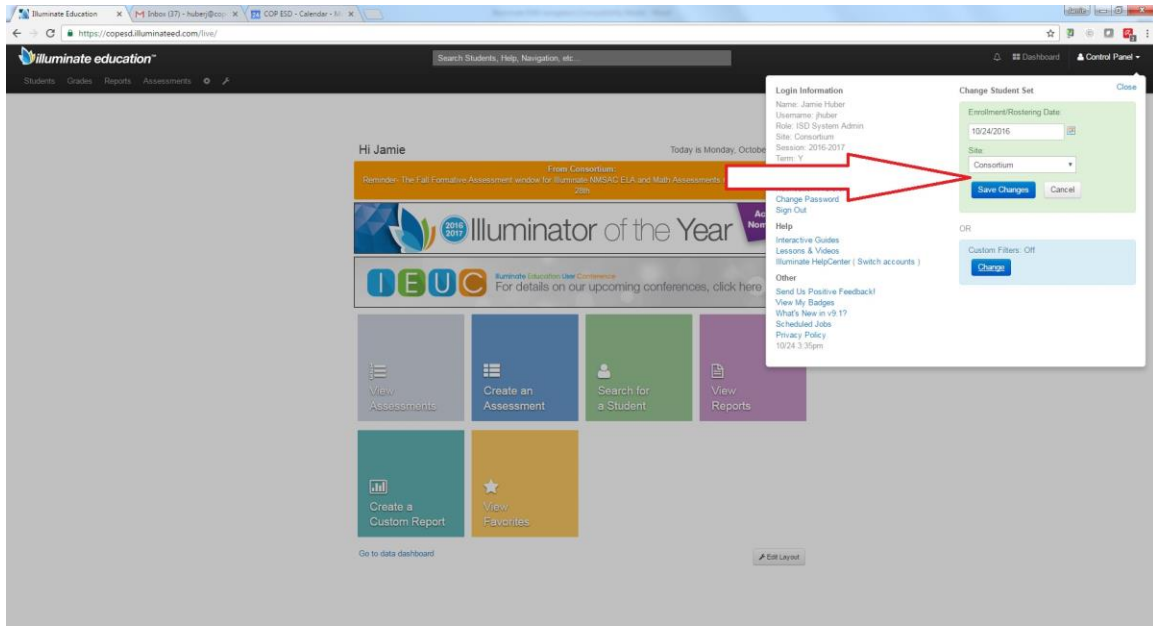 Illuminate Education
Inbox (37) - huberj@cop
COP ESD - Calendar - M
https://copesd.illuminateed.com/live/
illuminate education
Search Students, Help, Navigation, etc...
Dashboard
Control Panel
Students Grades Reports Assessments
Login Information
Name: Jamie Huber
Username: jhuber
Role: ISD System Admin
Site: Consortium
Session: 2016-2017
Term: Y
Change Password
Sign Out
Help
Interactive Guides
Lessons & Videos
Illuminate HelpCenter ( Switch accounts )
Other
Send Us Positive Feedback!
View My Badges
What's New in v9.1?
Scheduled Jobs
Privacy Policy
10/24 3:35pm
Change Student Set
Close
Enrollment/Rostering Date:
10/24/2016
Site:
Consortium
Save Changes Cancel
OR
Custom Filters: Off
Change
Hi Jamie
Today is Monday, Octobe
From Consortium:
Reminder- The Fall Formative Assessment window for Illuminate NMSAC ELA and Math Assessments
28th
2016
2017
Illuminator of the Year
Nom
IEUC
Illuminate Education User Conference
For details on our upcoming conferences, click here
View
Assessments
Create an
Assessment
Search for
a Student
View
Reports
Create a
Custom Report
View
Favorites
Go to data dashboard
Edit Layout